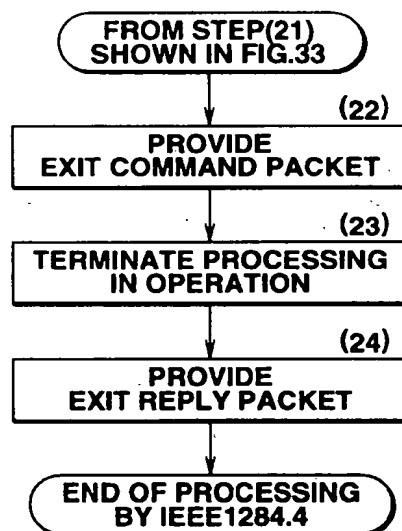 FROM STEP(21)
SHOWN IN FIG.33
(22)
PROVIDE
EXIT COMMAND PACKET
(23)
TERMINATE PROCESSING
IN OPERATION
(24)
PROVIDE
EXIT REPLY PACKET
END OF PROCESSING
BY IEEE1284.4